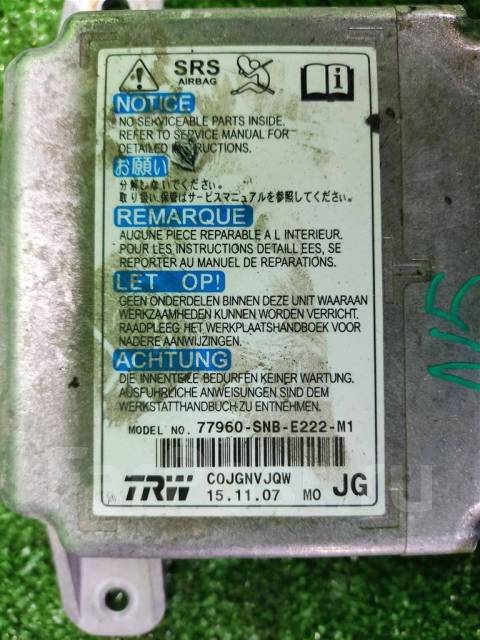 SRS
AIRBAG
NOTICE
NO SERVICEABLE PARTS INSIDE.
REFER TO SERVICE MANUAL FOR
DETAILED INSTRUCTIONS.
お願い
分解しないでください。
取り扱い、保管はサービスマニュアルを参照してください。
REMARQUE
AUCUNE PIECE REPARABLE A L INTERIEUR.
POUR LES INSTRUCTIONS DETAILL EES, SE
REPORTER AU MANUEL DE REPARATIONS.
LET OP!
GEEN ONDERDELEN BINNEN DEZE UNIT WAARAAN
WERKZAAMHEDEN KUNNEN WORDEN VERRICHT.
RAADPLEEG HET WERKPLAATSHANDBOEK VOOR
NADERE AANWIJZINGEN.
ACHTUNG
DIE INNENTEILE BEDURFEN KEINER WARTUNG.
AUSFUHRLICHE ANWEISUNGEN SIND DEM
WERKSTATTHANDBUCH ZU ENTNEHMEN.
MODEL NO. 77960-SNB-E222-M1
TRW
C0JGNVJQW
15.11.07 MO JG